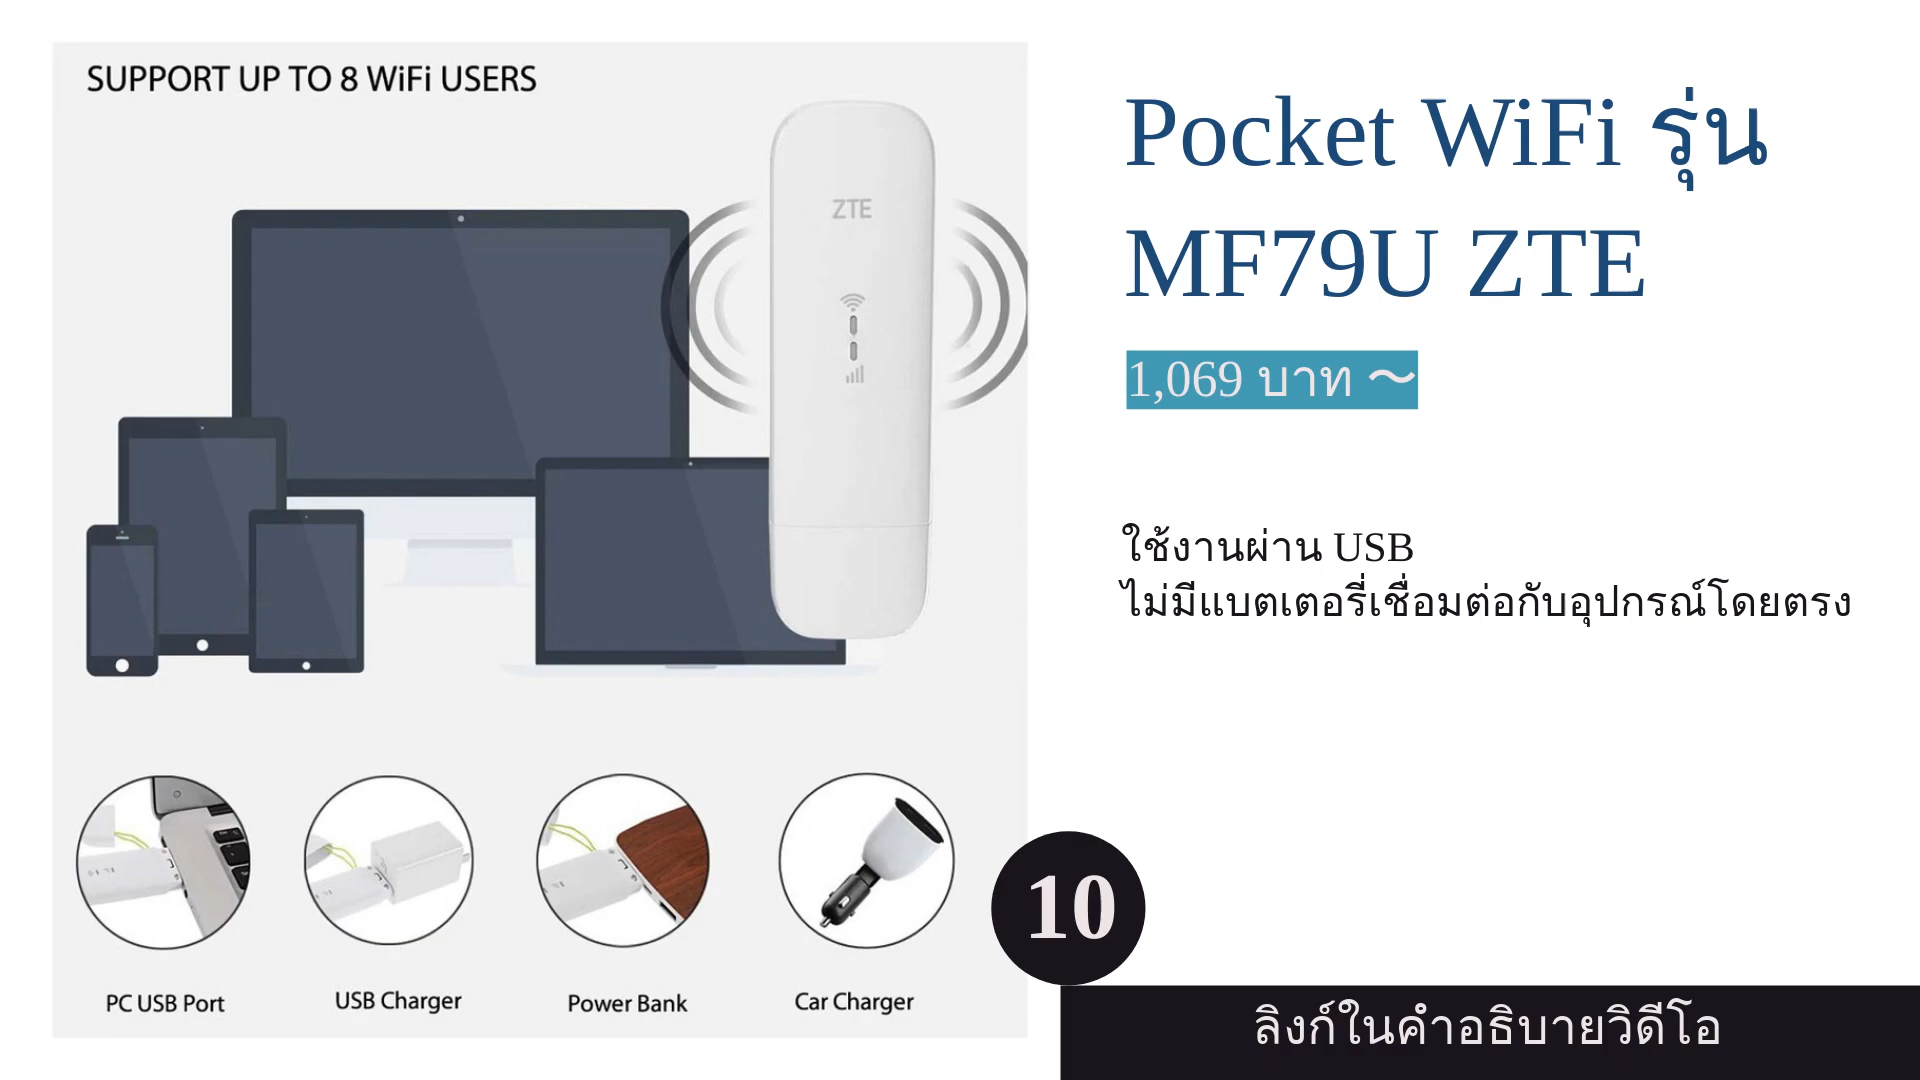 SUPPORT UP TO 8 WiFi USERS
ZTE
PC USB Port
USB Charger
Power Bank
Car Charger
Pocket WiFi รุ่น
MF79U ZTE
1,069 บาท ～
ใช้งานผ่าน USB
ไม่มีแบตเตอรี่เชื่อมต่อกับอุปกรณ์โดยตรง
10
ลิงก์ในคำอธิบายวิดีโอ